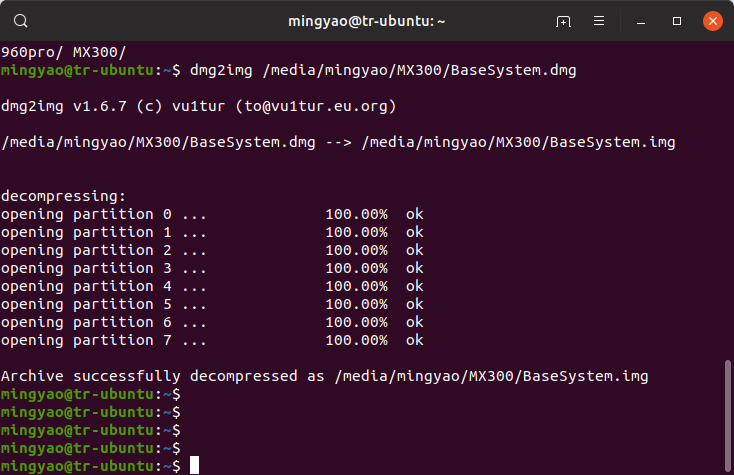 mingyao@tr-ubuntu: ~
960pro/ MX300/
mingyao@tr-ubuntu:~$ dmg2img /media/mingyao/MX300/BaseSystem.dmg
dmg2img v1.6.7 (c) vu1tur (to@vu1tur.eu.org)
/media/mingyao/MX300/BaseSystem.dmg --> /media/mingyao/MX300/BaseSystem.img
decompressing:
opening partition 0 ...             100.00%  ok
opening partition 1 ...             100.00%  ok
opening partition 2 ...             100.00%  ok
opening partition 3 ...             100.00%  ok
opening partition 4 ...             100.00%  ok
opening partition 5 ...             100.00%  ok
opening partition 6 ...             100.00%  ok
opening partition 7 ...             100.00%  ok
Archive successfully decompressed as /media/mingyao/MX300/BaseSystem.img
mingyao@tr-ubuntu:~$
mingyao@tr-ubuntu:~$
mingyao@tr-ubuntu:~$
mingyao@tr-ubuntu:~$
mingyao@tr-ubuntu:~$